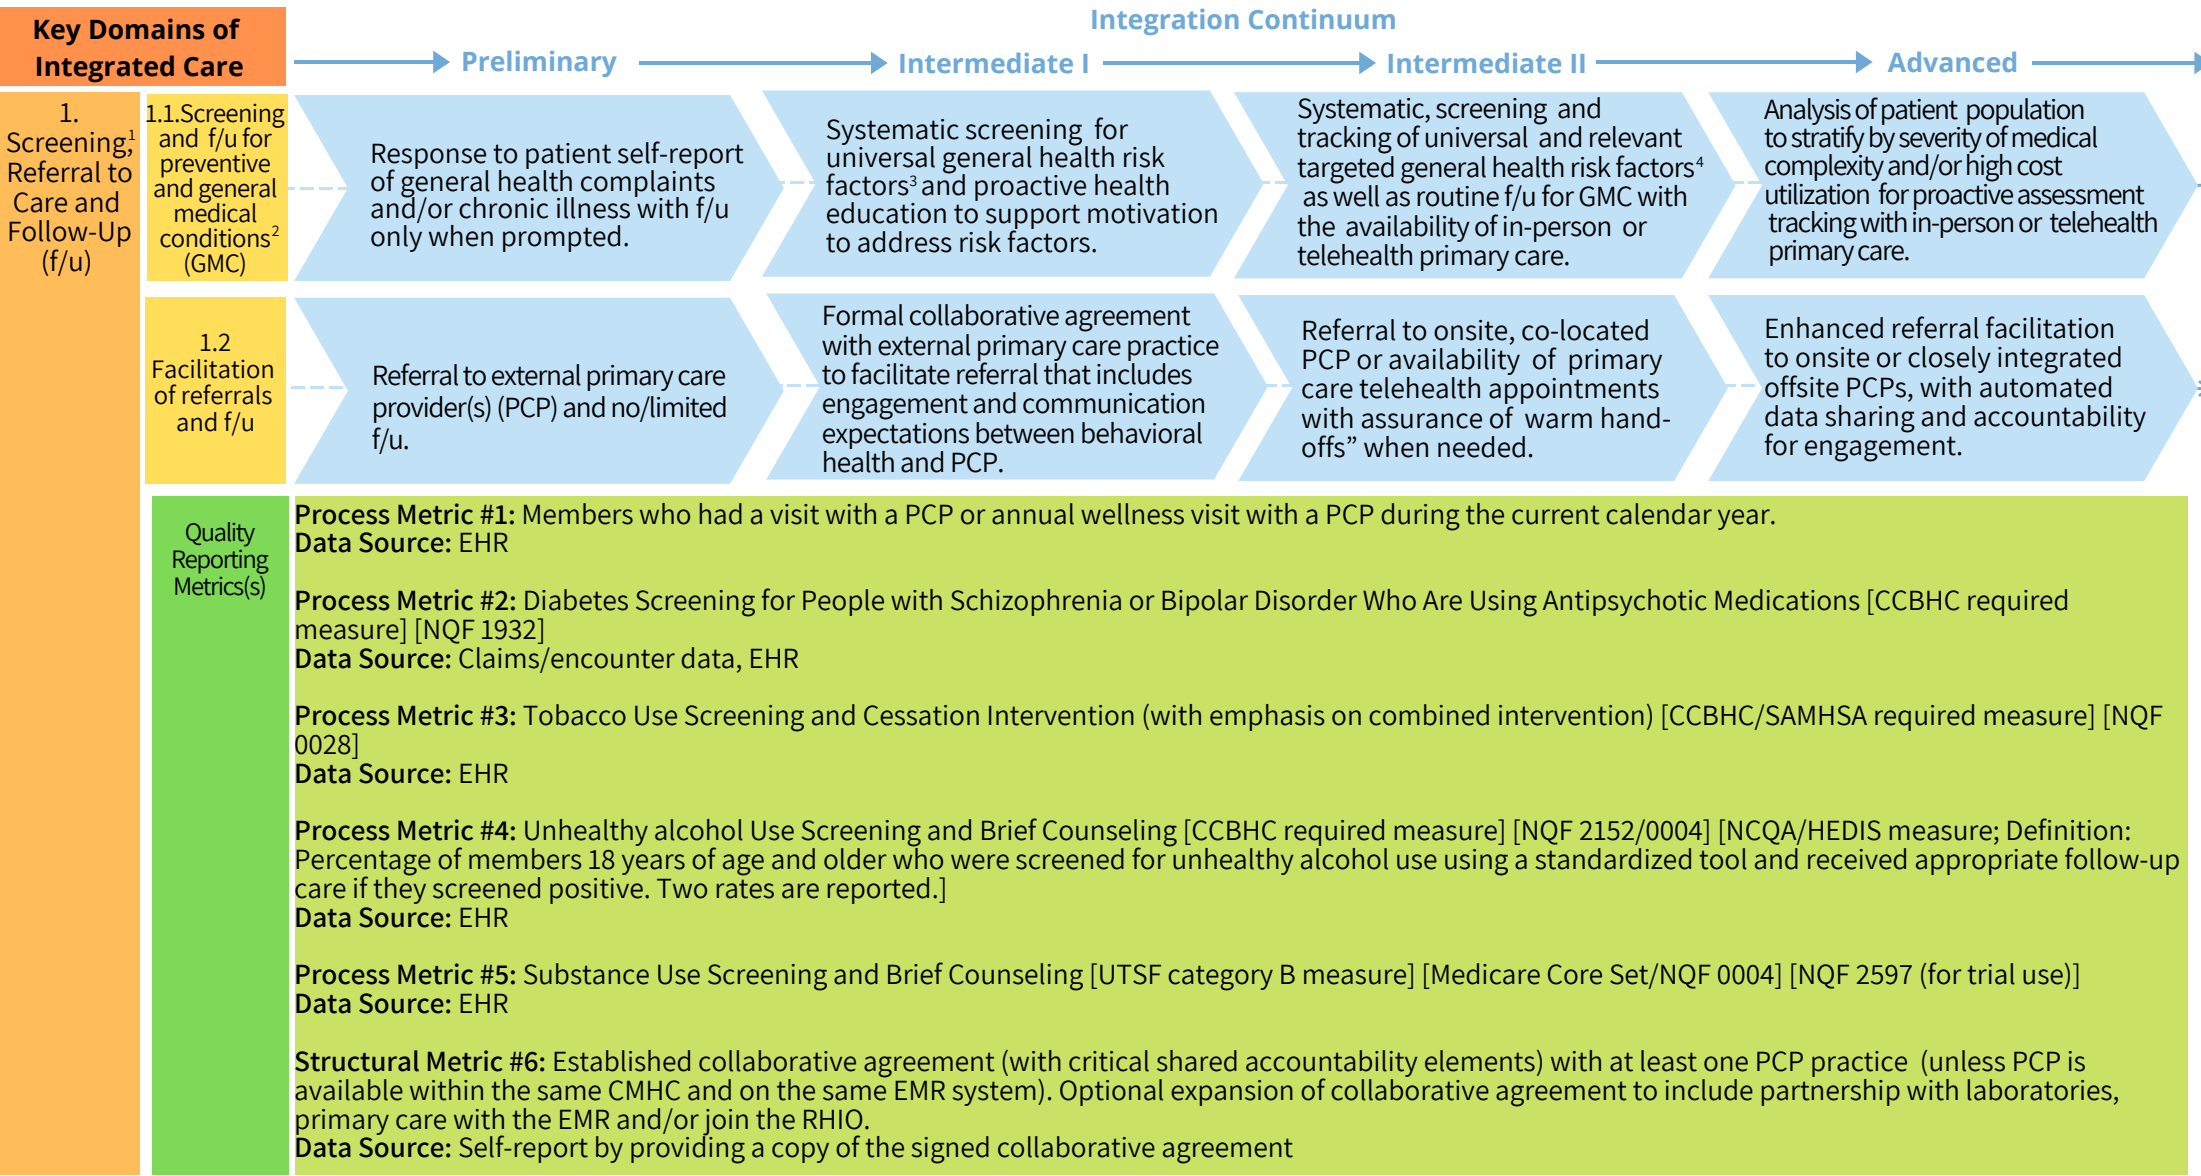 Key Domains of
Integrated Care
Integration Continuum
Preliminary
Intermediate I
Intermediate II
Advanced
1.
Screening,¹
Referral to
Care and
Follow-Up
(f/u)
1.1.Screening
and f/u for
preventive
and general
medical
conditions²
(GMC)
Response to patient self-report
of general health complaints
and/or chronic illness with f/u
only when prompted.
Systematic screening for
universal general health risk
factors³ and proactive health
education to support motivation
to address risk factors.
Systematic, screening and
tracking of universal and relevant
targeted general health risk factors⁴
as well as routine f/u for GMC with
the availability of in-person or
telehealth primary care.
Analysis of patient population
to stratify by severity of medical
complexity and/or high cost
utilization for proactive assessment
tracking with in-person or telehealth
primary care.
1.2
Facilitation
of referrals
and f/u
Referral to external primary care
provider(s) (PCP) and no/limited
f/u.
Formal collaborative agreement
with external primary care practice
to facilitate referral that includes
engagement and communication
expectations between behavioral
health and PCP.
Referral to onsite, co-located
PCP or availability of primary
care telehealth appointments
with assurance of warm hand-
offs” when needed.
Enhanced referral facilitation
to onsite or closely integrated
offsite PCPs, with automated
data sharing and accountability
for engagement.
Quality
Reporting
Metrics(s)
Process Metric #1: Members who had a visit with a PCP or annual wellness visit with a PCP during the current calendar year.
Data Source: EHR
Process Metric #2: Diabetes Screening for People with Schizophrenia or Bipolar Disorder Who Are Using Antipsychotic Medications [CCBHC required
measure] [NQF 1932]
Data Source: Claims/encounter data, EHR
Process Metric #3: Tobacco Use Screening and Cessation Intervention (with emphasis on combined intervention) [CCBHC/SAMHSA required measure] [NQF
0028]
Data Source: EHR
Process Metric #4: Unhealthy alcohol Use Screening and Brief Counseling [CCBHC required measure] [NQF 2152/0004] [NCQA/HEDIS measure; Definition:
Percentage of members 18 years of age and older who were screened for unhealthy alcohol use using a standardized tool and received appropriate follow-up
care if they screened positive. Two rates are reported.]
Data Source: EHR
Process Metric #5: Substance Use Screening and Brief Counseling [UTSF category B measure] [Medicare Core Set/NQF 0004] [NQF 2597 (for trial use)]
Data Source: EHR
Structural Metric #6: Established collaborative agreement (with critical shared accountability elements) with at least one PCP practice (unless PCP is
available within the same CMHC and on the same EMR system). Optional expansion of collaborative agreement to include partnership with laboratories,
primary care with the EMR and/or join the RHIO.
Data Source: Self-report by providing a copy of the signed collaborative agreement